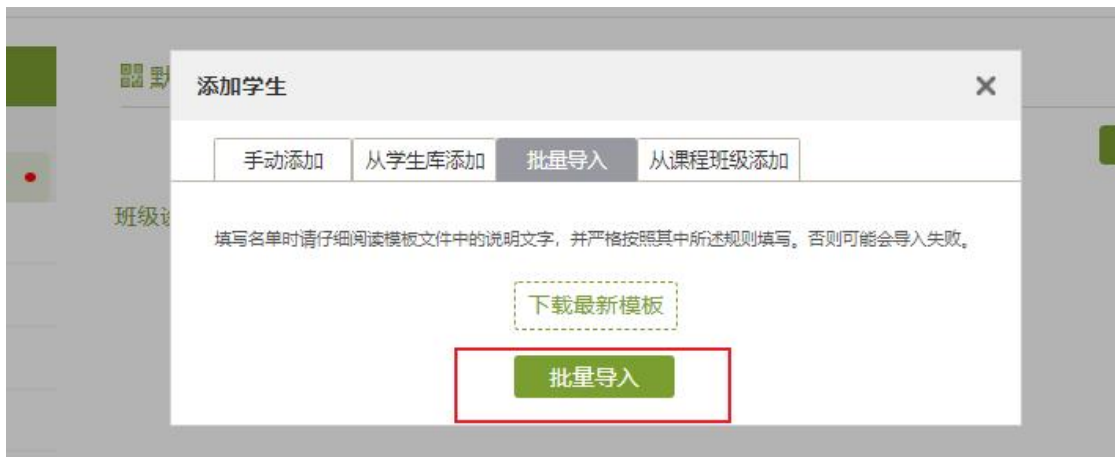 默
添加学生
手动添加 从学生库添加 批量导入 从课程班级添加
班级
填写名单时请仔细阅读模板文件中的说明文字，并严格按照其中所述规则填写。否则可能会导入失败。
下载最新模板
批量导入